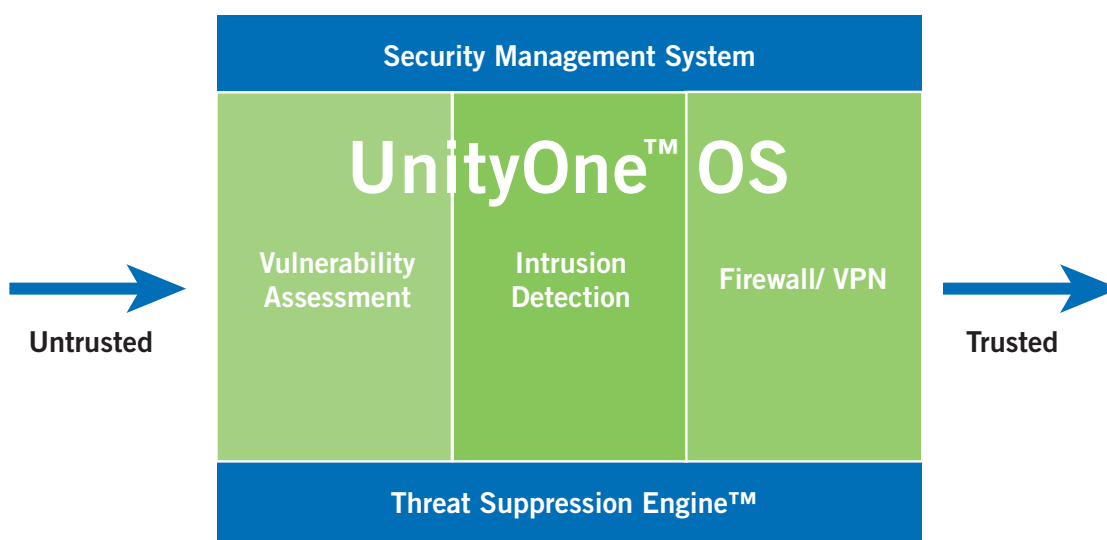 Security Management System
UnityOne™ OS
Vulnerability
Assessment
Intrusion
Detection
Firewall/ VPN
Untrusted
Trusted
Threat Suppression Engine™